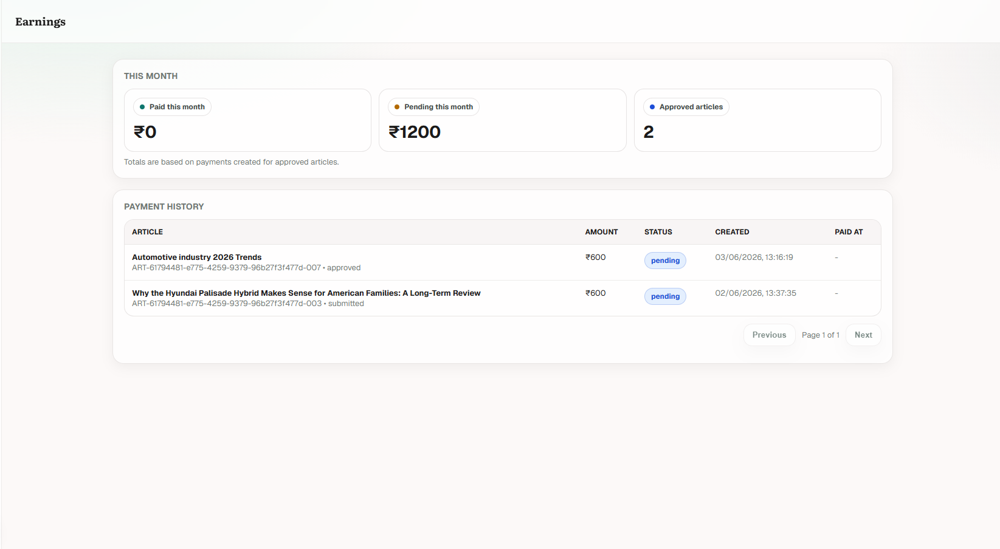 Earnings
THIS MONTH
Paid this month
₹0
Pending this month
₹1200
Approved articles
2
Totals are based on payments created for approved articles.
PAYMENT HISTORY
ARTICLE AMOUNT STATUS CREATED PAID AT
Automotive industry 2026 Trends ₹600 pending 03/06/2026, 13:16:19 -
ART-61794481-e775-4259-9379-96b27f3f477d-007 • approved
Why the Hyundai Palisade Hybrid Makes Sense for American Families: A Long-Term Review ₹600 pending 02/06/2026, 13:37:35 -
ART-61794481-e775-4259-9379-96b27f3f477d-003 • submitted
Previous Page 1 of 1 Next